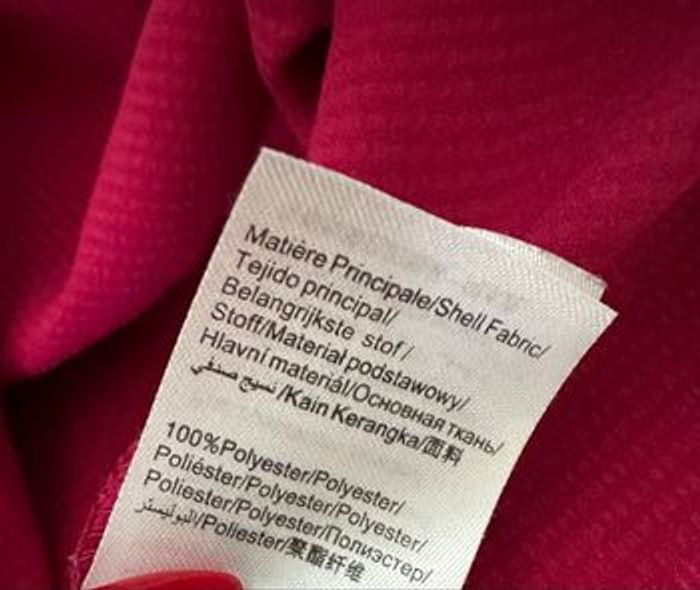 Matière Principale/Shell Fabric/
Tejido principal/
Belangrijkste stof/
Stoff/Materiał podstawowy/
Hlavní materiál/Основная ткань/
نسيج صدفي/Kain Kerangka/面料
100%Polyester/Polyester/
Poliéster/Polyester/Polyester/
Poliester/Polyester/Полиэстер/
البوليستر/Poliester/聚酯纤维